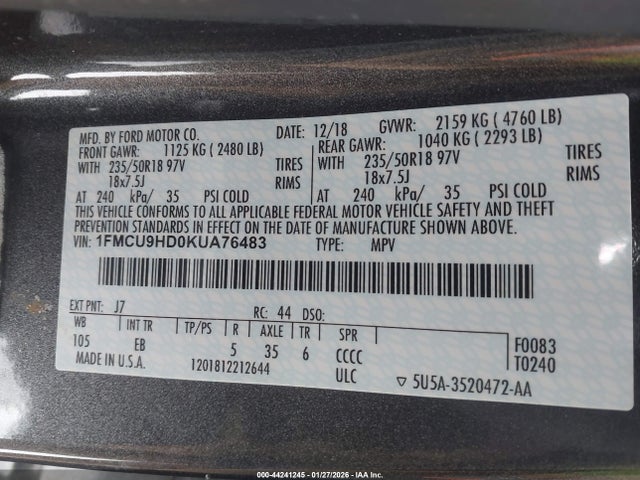 MFD. BY FORD MOTOR CO. DATE: 12/18 GVWR: 2159 KG ( 4760 LB)
FRONT GAWR: 1125 KG ( 2480 LB) REAR GAWR: 1040 KG ( 2293 LB)
WITH 235/50R18 97V TIRES WITH 235/50R18 97V TIRES
18x7.5J RIMS 18x7.5J RIMS
AT 240 kPa/ 35 PSI COLD AT 240 kPa/ 35 PSI COLD
THIS VEHICLE CONFORMS TO ALL APPLICABLE FEDERAL MOTOR VEHICLE SAFETY AND THEFT
PREVENTION STANDARDS IN EFFECT ON THE DATE OF MANUFACTURE SHOWN ABOVE.
VIN: 1FMCU9HD0KUA76483 TYPE: MPV
EXT PNT: J7 RC: 44 DSO:
WB INT TR TP/PS R AXLE TR SPR F0083
105 EB 5 35 6 CCCC T0240
MADE IN U.S.A. 1201812212644 ULC ▽ 5U5A-3520472-AA
000-44241245 - 01/27/2026 - IAA Inc.